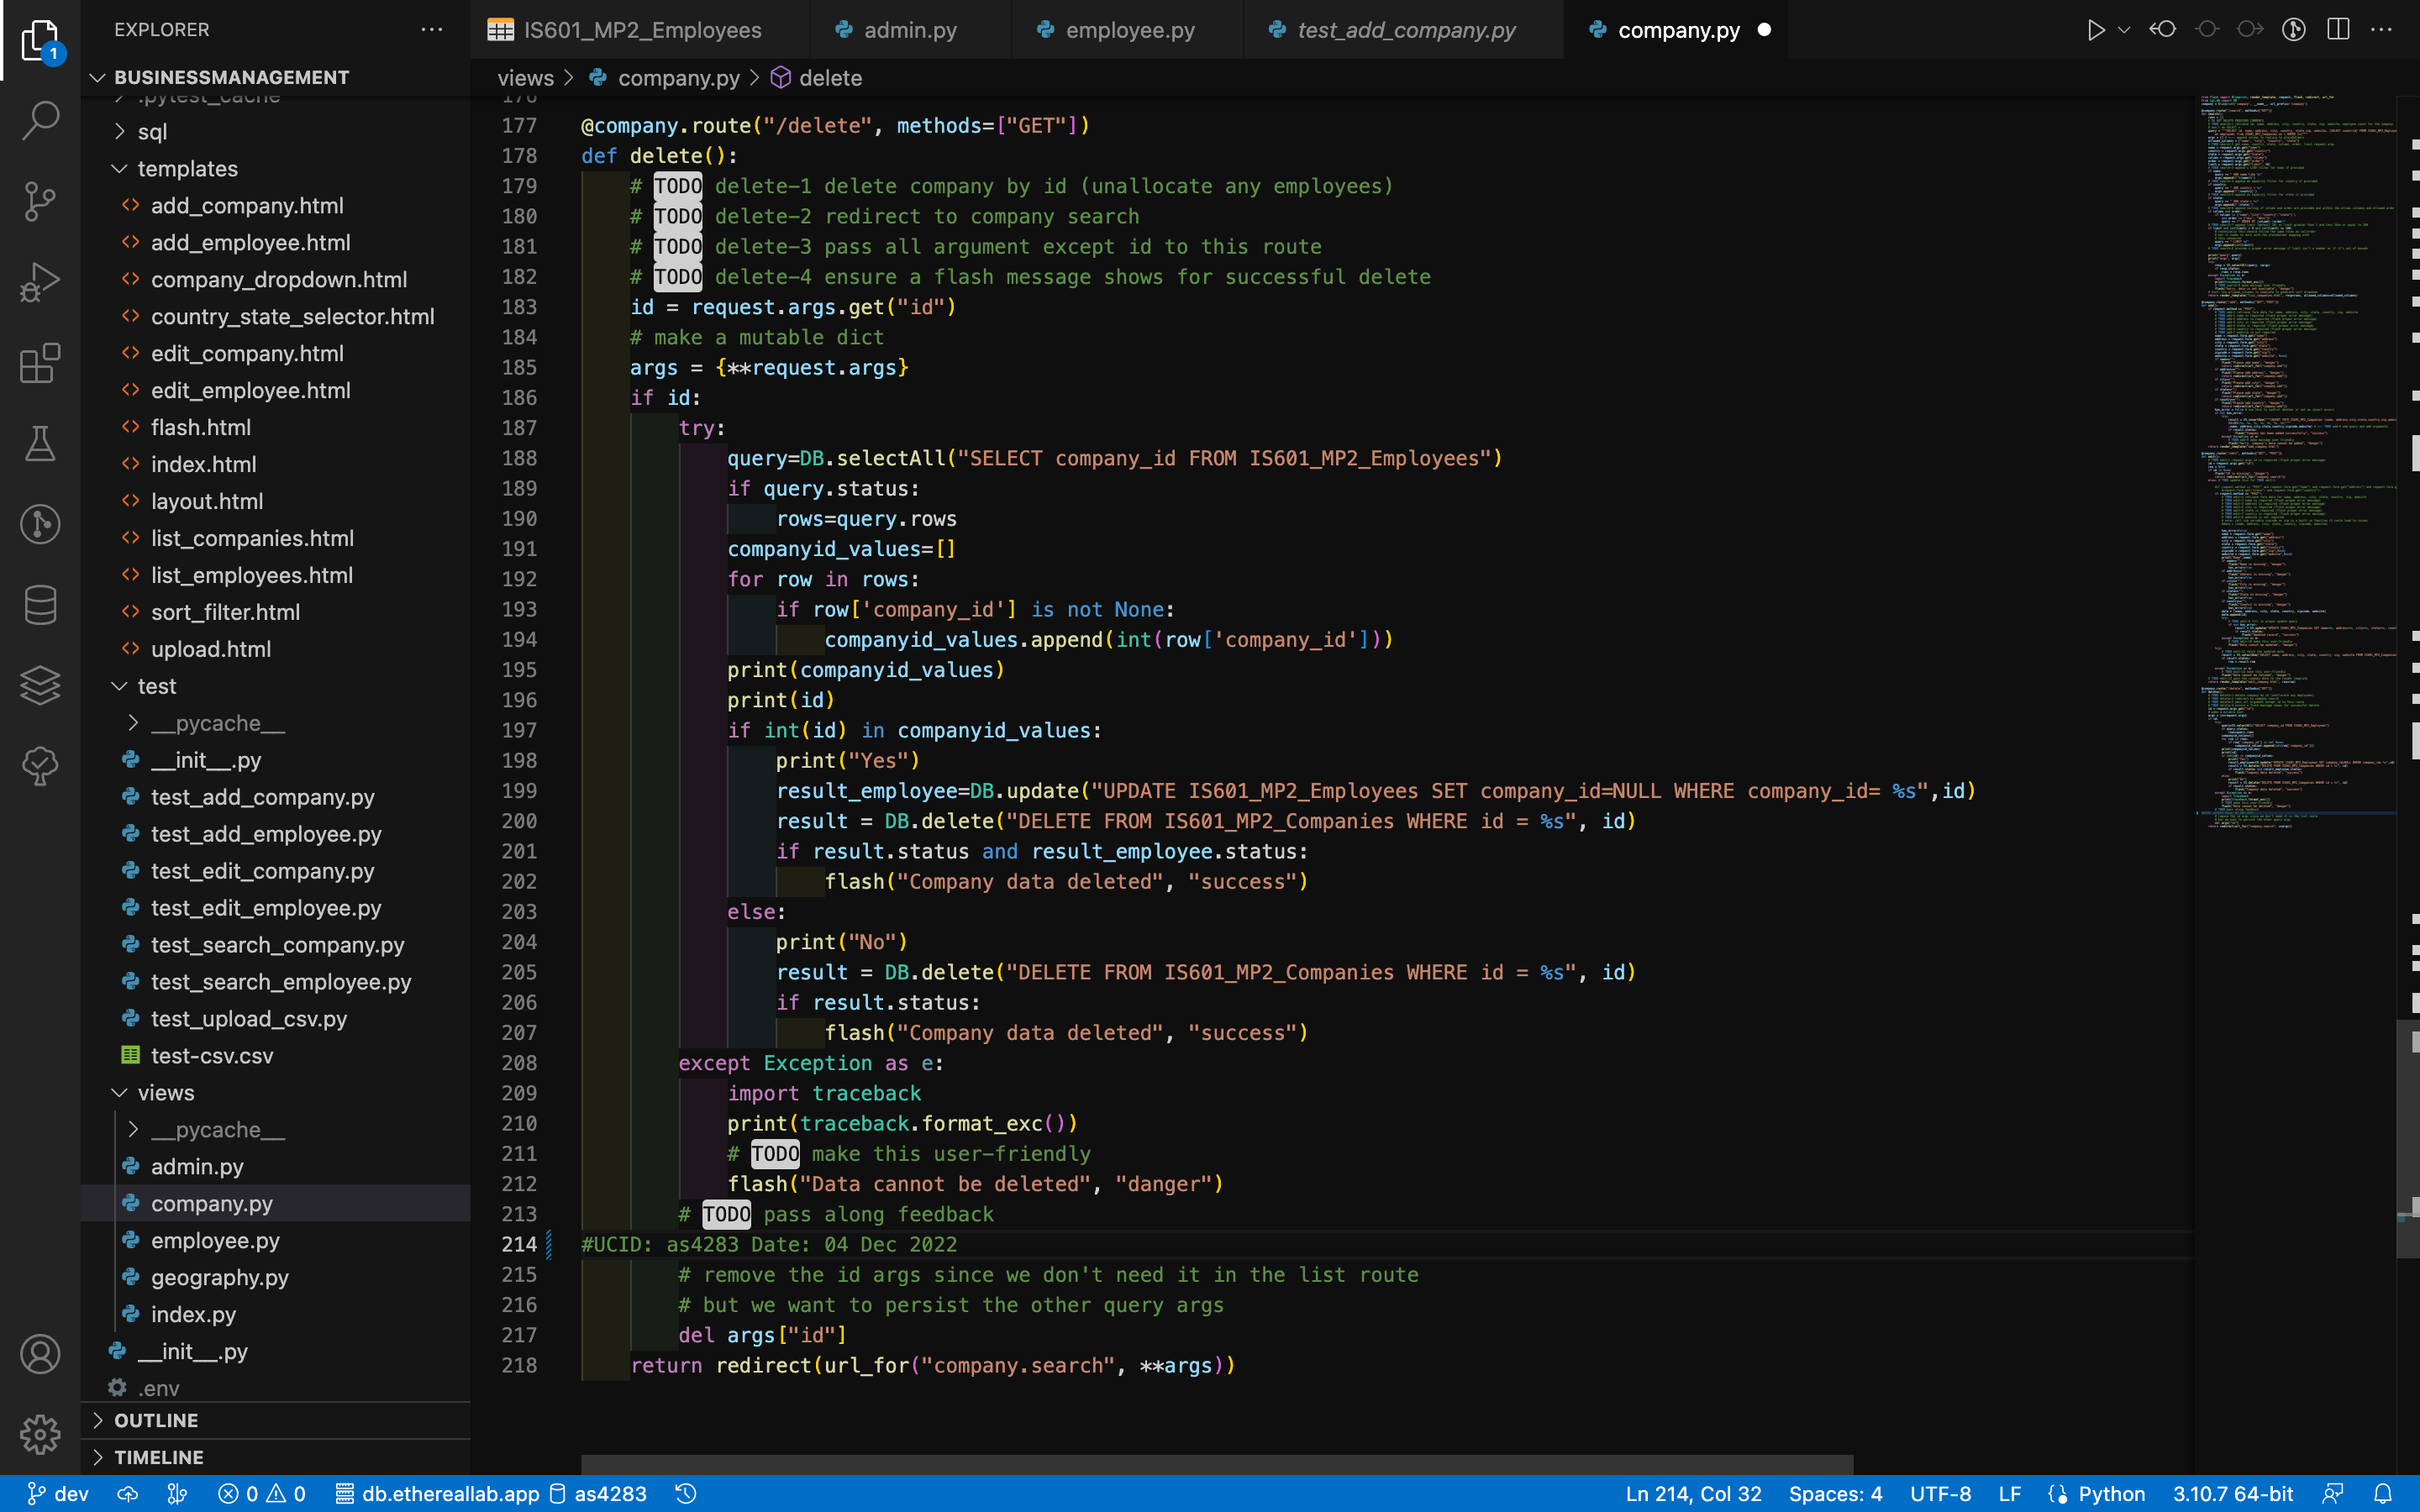 EXPLORER
IS601_MP2_Employees
admin.py
employee.py
test_add_company.py
company.py
1
BUSINESSMANAGEMENT
.pytest_cache
sql
templates
add_company.html
add_employee.html
company_dropdown.html
country_state_selector.html
edit_company.html
edit_employee.html
flash.html
index.html
layout.html
list_companies.html
list_employees.html
sort_filter.html
upload.html
test
__pycache__
__init__.py
test_add_company.py
test_add_employee.py
test_edit_company.py
test_edit_employee.py
test_search_company.py
test_search_employee.py
test_upload_csv.py
test-csv.csv
views
__pycache__
admin.py
company.py
employee.py
geography.py
index.py
__init__.py
.env
OUTLINE
TIMELINE
views > company.py > delete
176
177 @company.route("/delete", methods=["GET"])
178 def delete():
179 # TODO delete-1 delete company by id (unallocate any employees)
180 # TODO delete-2 redirect to company search
181 # TODO delete-3 pass all argument except id to this route
182 # TODO delete-4 ensure a flash message shows for successful delete
183 id = request.args.get("id")
184 # make a mutable dict
185 args = {**request.args}
186 if id:
187 try:
188 query=DB.selectAll("SELECT company_id FROM IS601_MP2_Employees")
189 if query.status:
190 rows=query.rows
191 companyid_values=[]
192 for row in rows:
193 if row['company_id'] is not None:
194 companyid_values.append(int(row['company_id']))
195 print(companyid_values)
196 print(id)
197 if int(id) in companyid_values:
198 print("Yes")
199 result_employee=DB.update("UPDATE IS601_MP2_Employees SET company_id=NULL WHERE company_id= %s",id)
200 result = DB.delete("DELETE FROM IS601_MP2_Companies WHERE id = %s", id)
201 if result.status and result_employee.status:
202 flash("Company data deleted", "success")
203 else:
204 print("No")
205 result = DB.delete("DELETE FROM IS601_MP2_Companies WHERE id = %s", id)
206 if result.status:
207 flash("Company data deleted", "success")
208 except Exception as e:
209 import traceback
210 print(traceback.format_exc())
211 # TODO make this user-friendly
212 flash("Data cannot be deleted", "danger")
213 # TODO pass along feedback
214 #UCID: as4283 Date: 04 Dec 2022
215 # remove the id args since we don't need it in the list route
216 # but we want to persist the other query args
217 del args["id"]
218 return redirect(url_for("company.search", **args))
dev
0
0
db.ethereallab.app
as4283
Ln 214, Col 32
Spaces: 4
UTF-8
LF
Python
3.10.7 64-bit